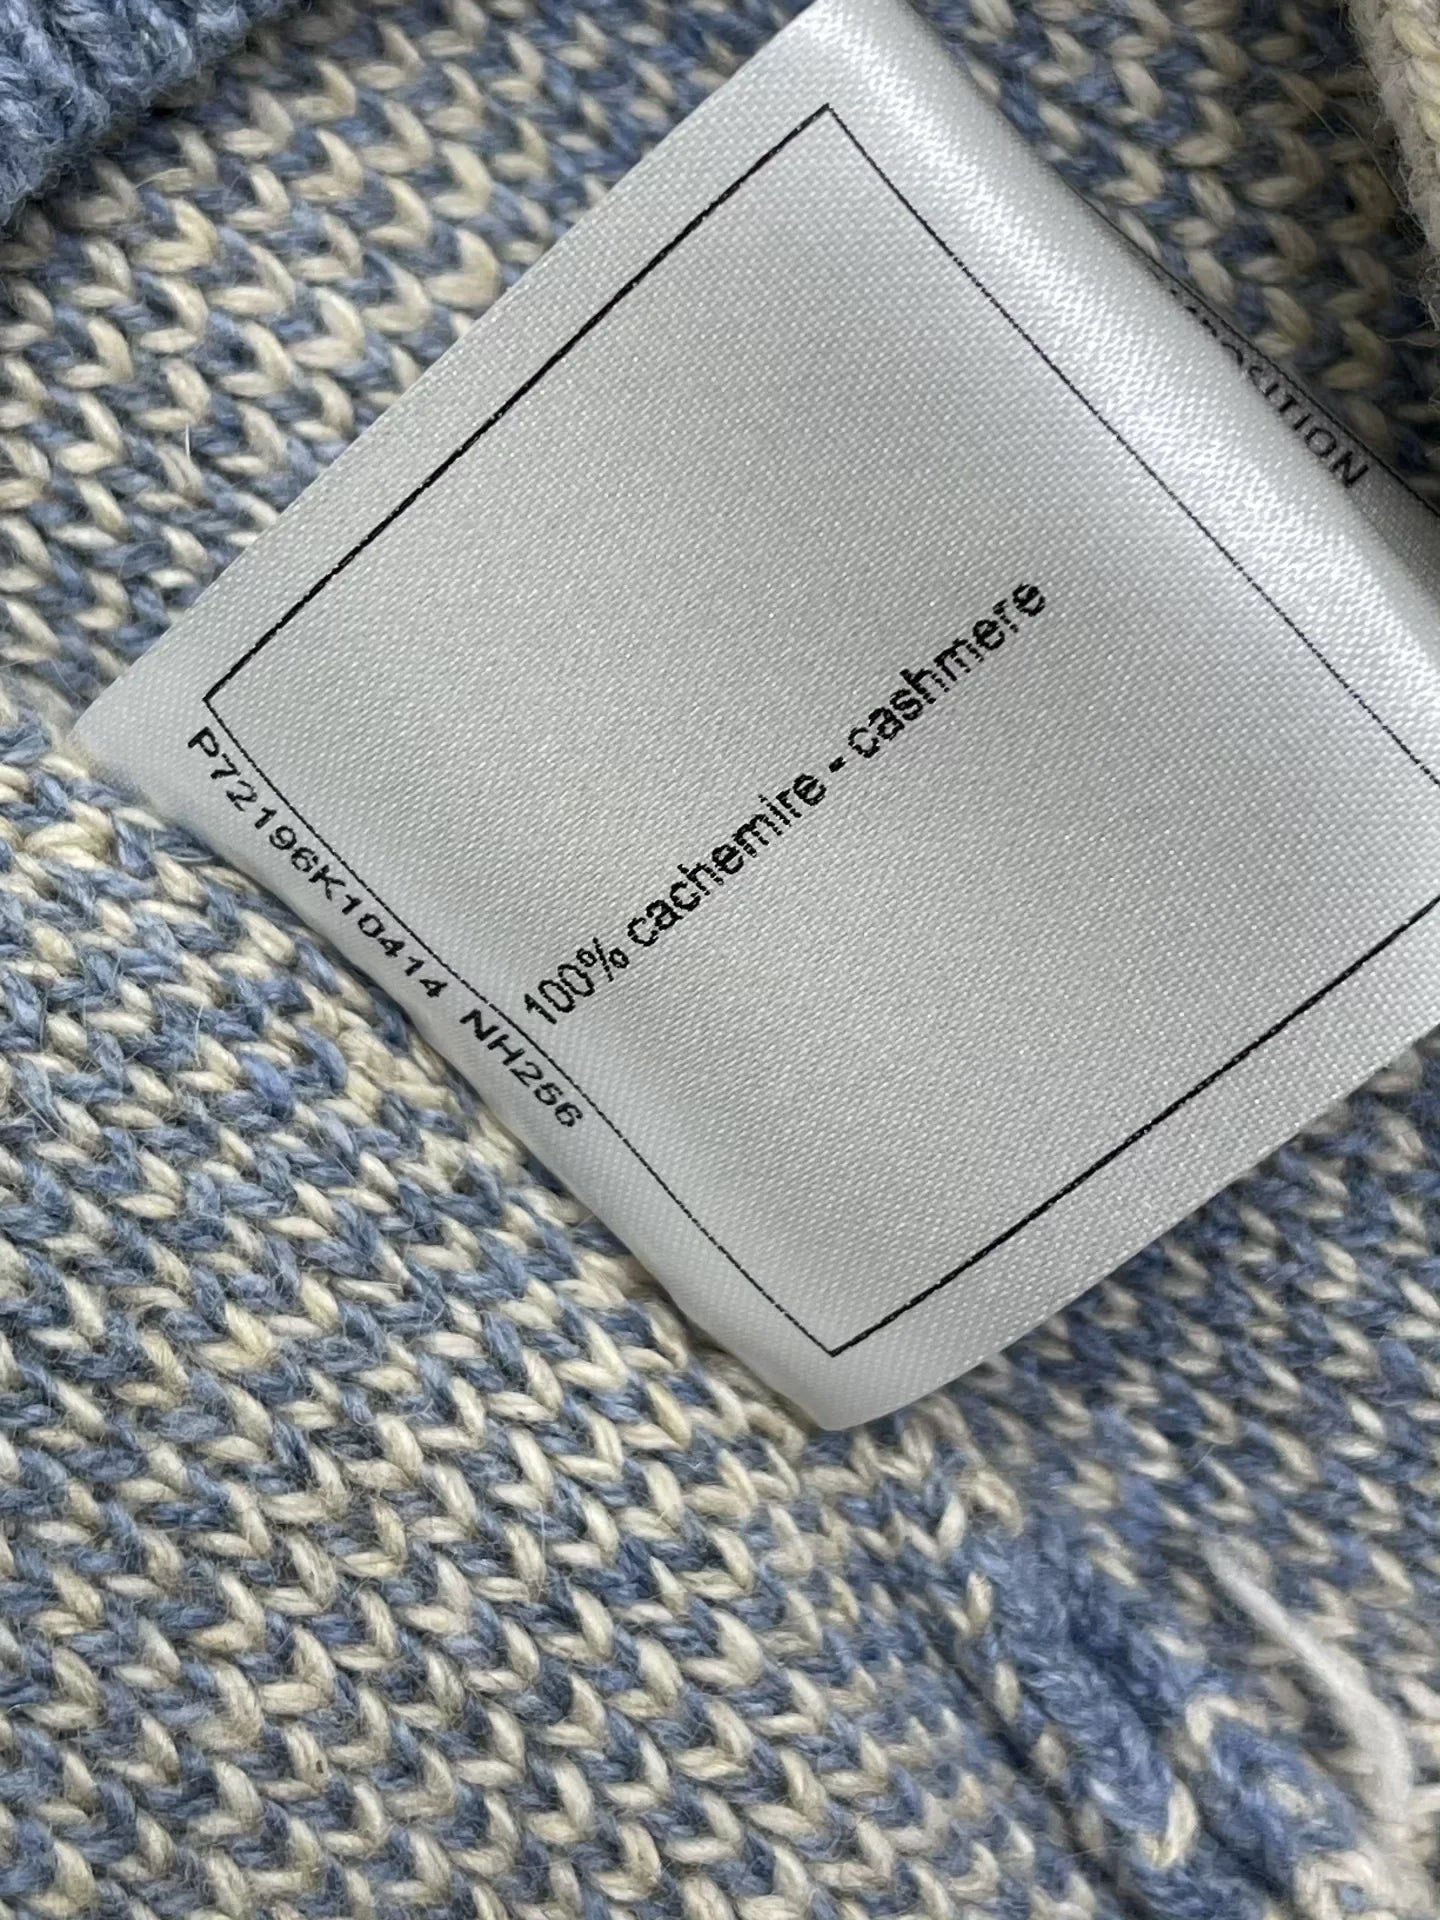 100% cachemire - cashmere
P72196K10414 NH256